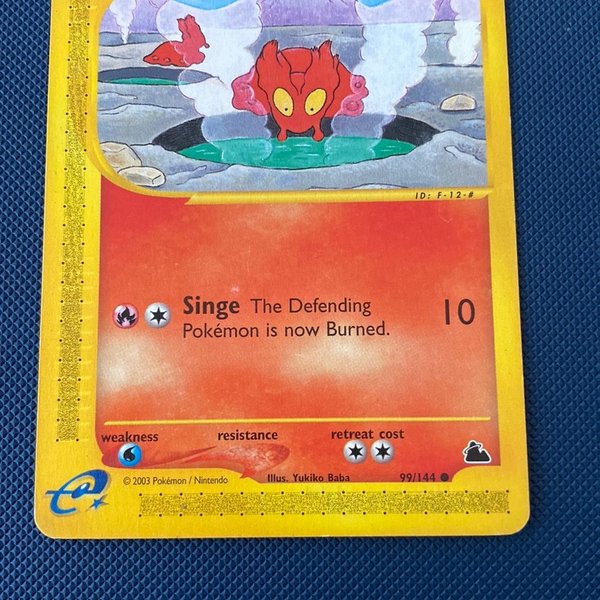 ID: F-12-#
Singe The Defending 10
Pokémon is now Burned.
weakness resistance retreat cost
© 2003 Pokémon / Nintendo Illus. Yukiko Baba 99/144
e